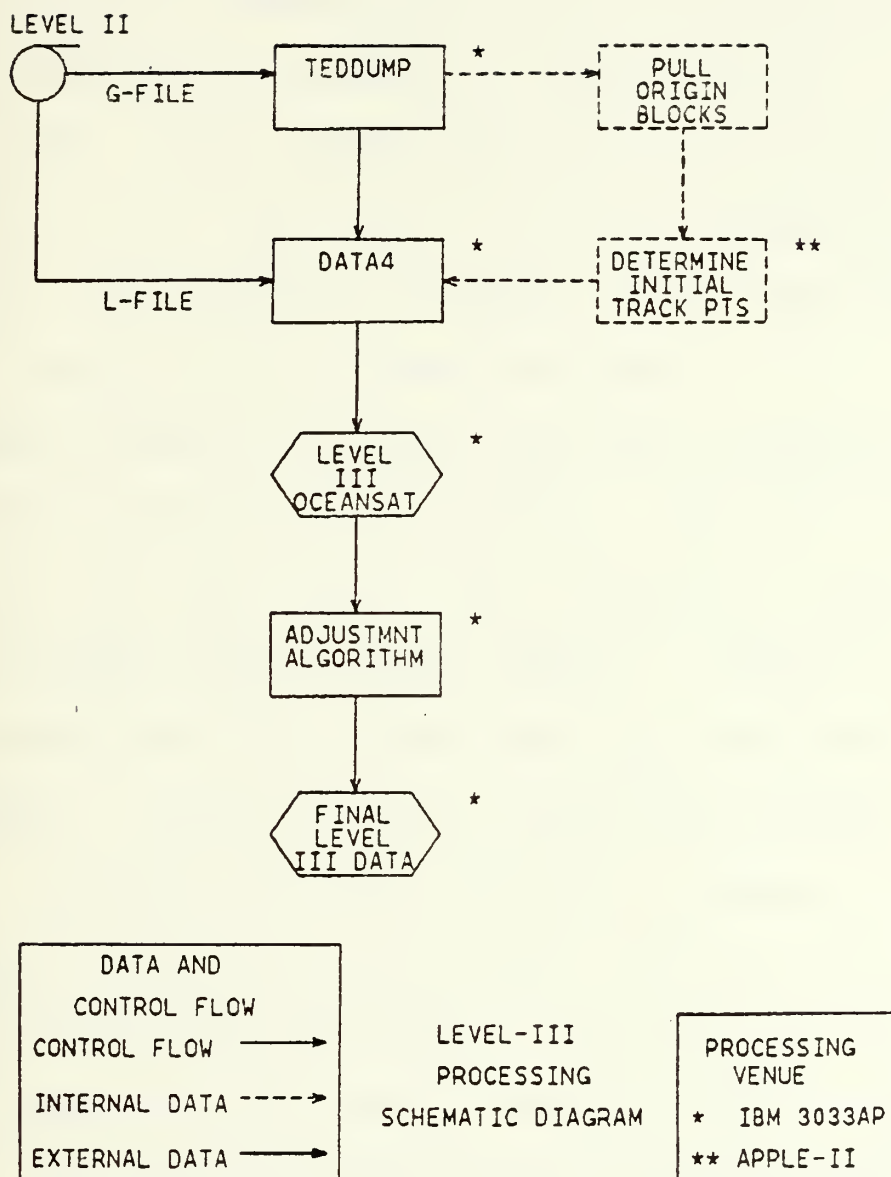 LEVEL II
G-FILE
TEDDUMP
*
PULL
ORIGIN
BLOCKS
L-FILE
DATA4
*
DETERMINE
INITIAL
TRACK PTS
**
LEVEL
III
OCEANSAT
*
ADJUSTMNT
ALGORITHM
*
FINAL
LEVEL
III DATA
*
DATA AND
CONTROL FLOW
CONTROL FLOW
INTERNAL DATA
EXTERNAL DATA
LEVEL-III
PROCESSING
SCHEMATIC DIAGRAM
PROCESSING
VENUE
* IBM 3033AP
** APPLE-II